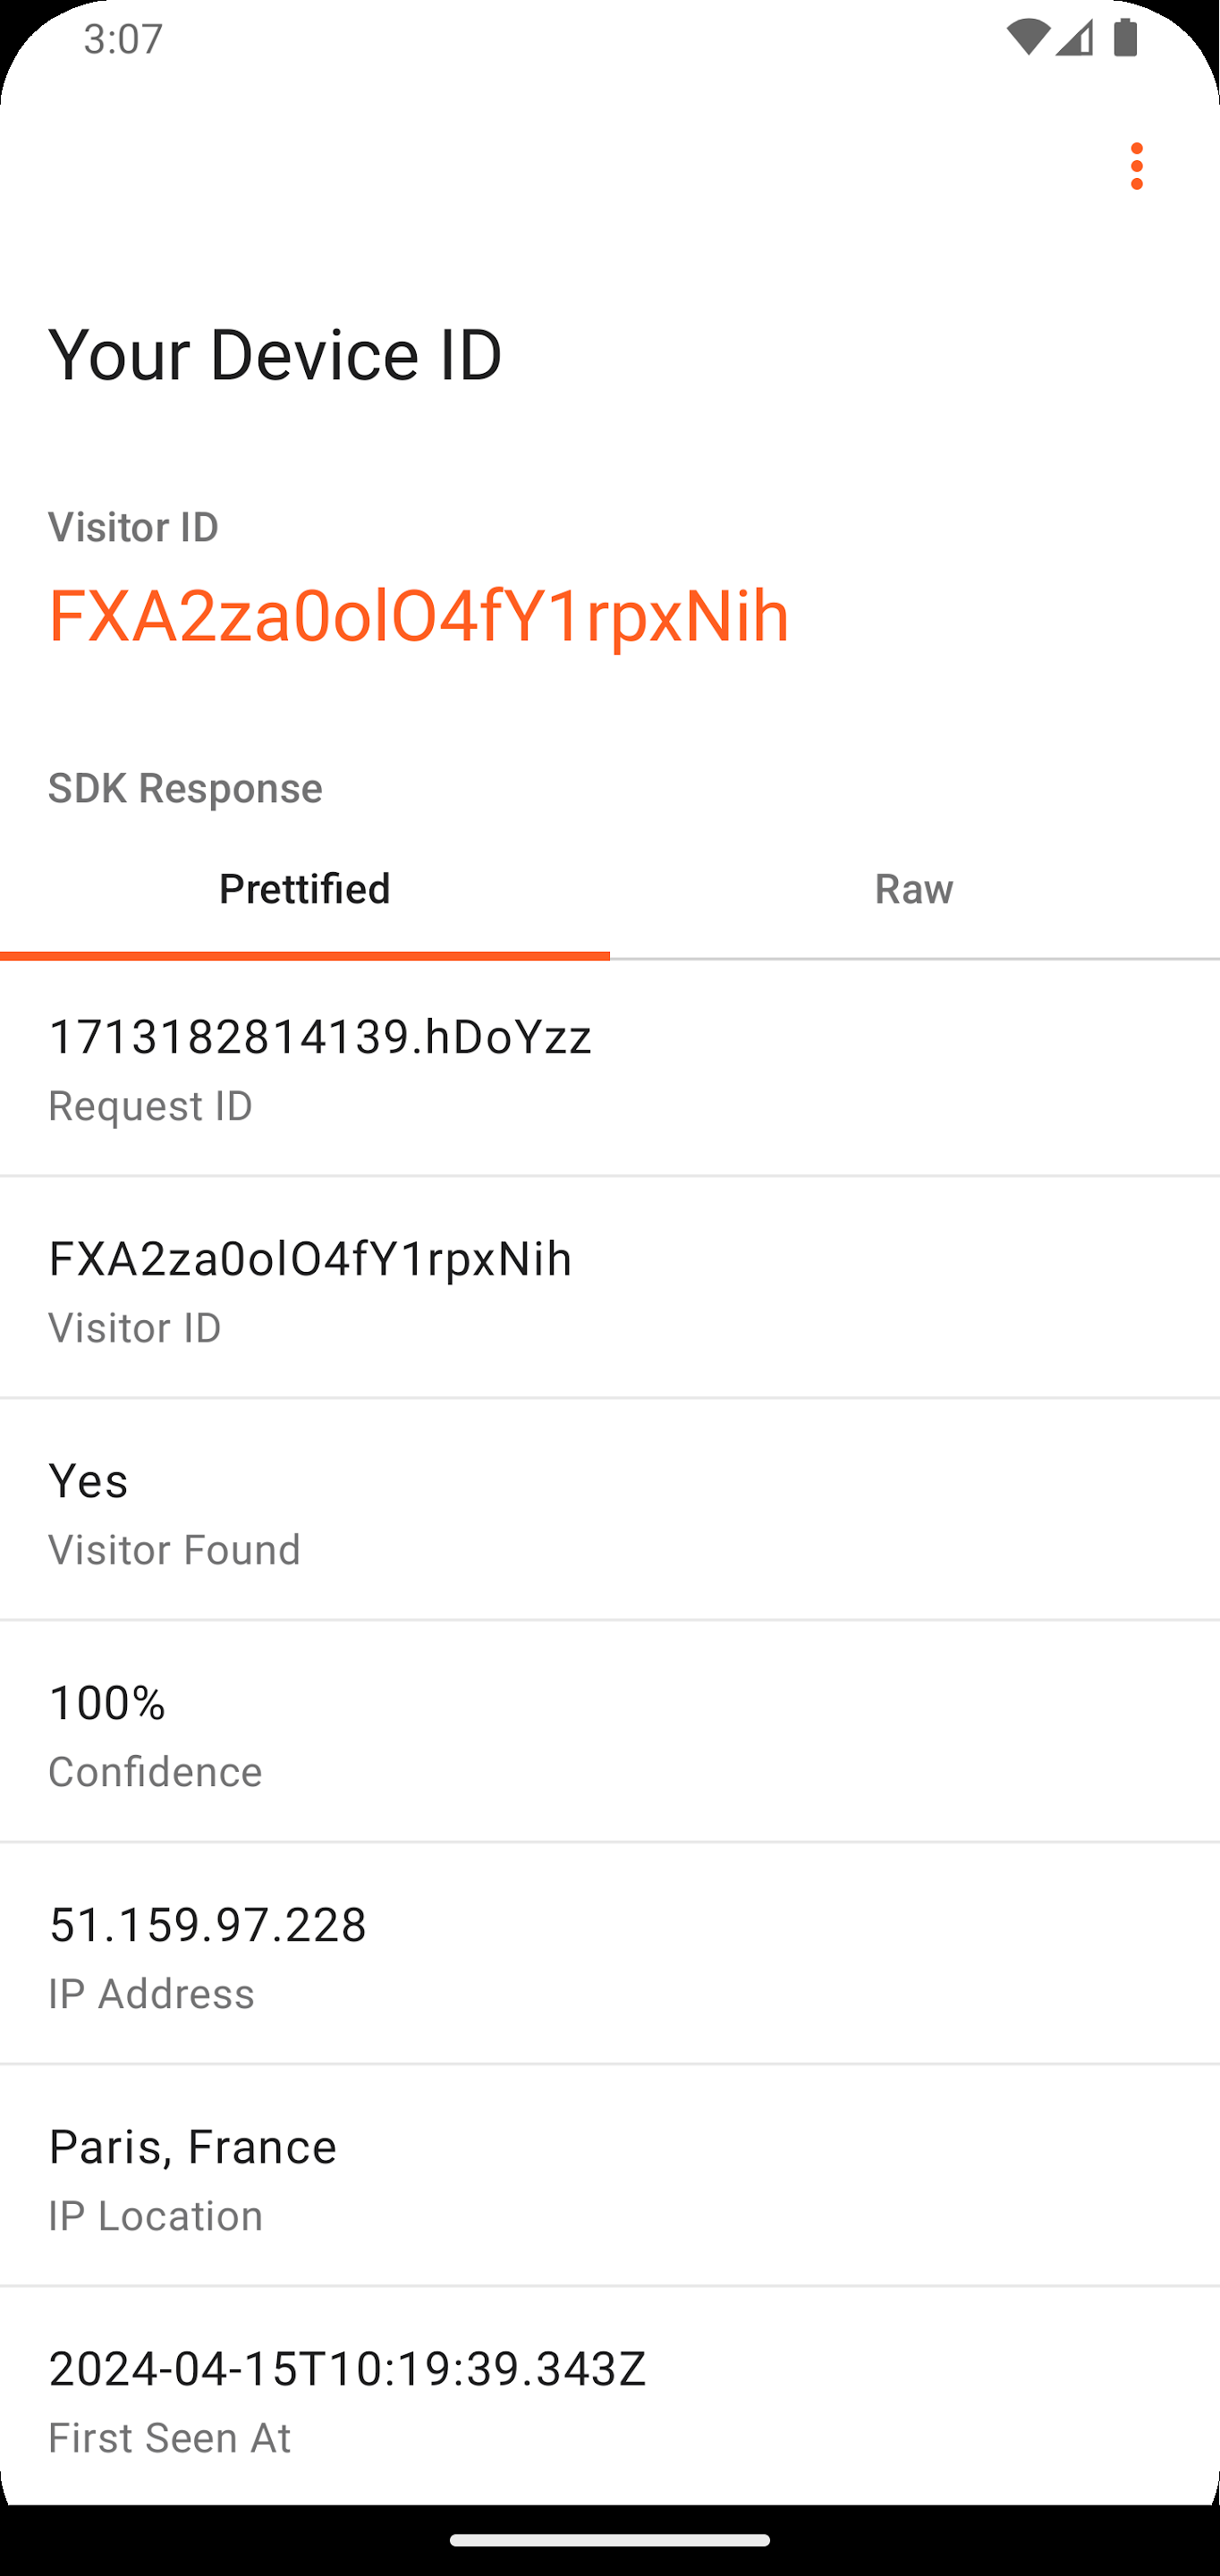 3:07
Your Device ID
Visitor ID
FXA2za0olO4fY1rpxNih
SDK Response
Prettified
Raw
1713182814139.hDoYzz
Request ID
FXA2za0olO4fY1rpxNih
Visitor ID
Yes
Visitor Found
100%
Confidence
51.159.97.228
IP Address
Paris, France
IP Location
2024-04-15T10:19:39.343Z
First Seen At